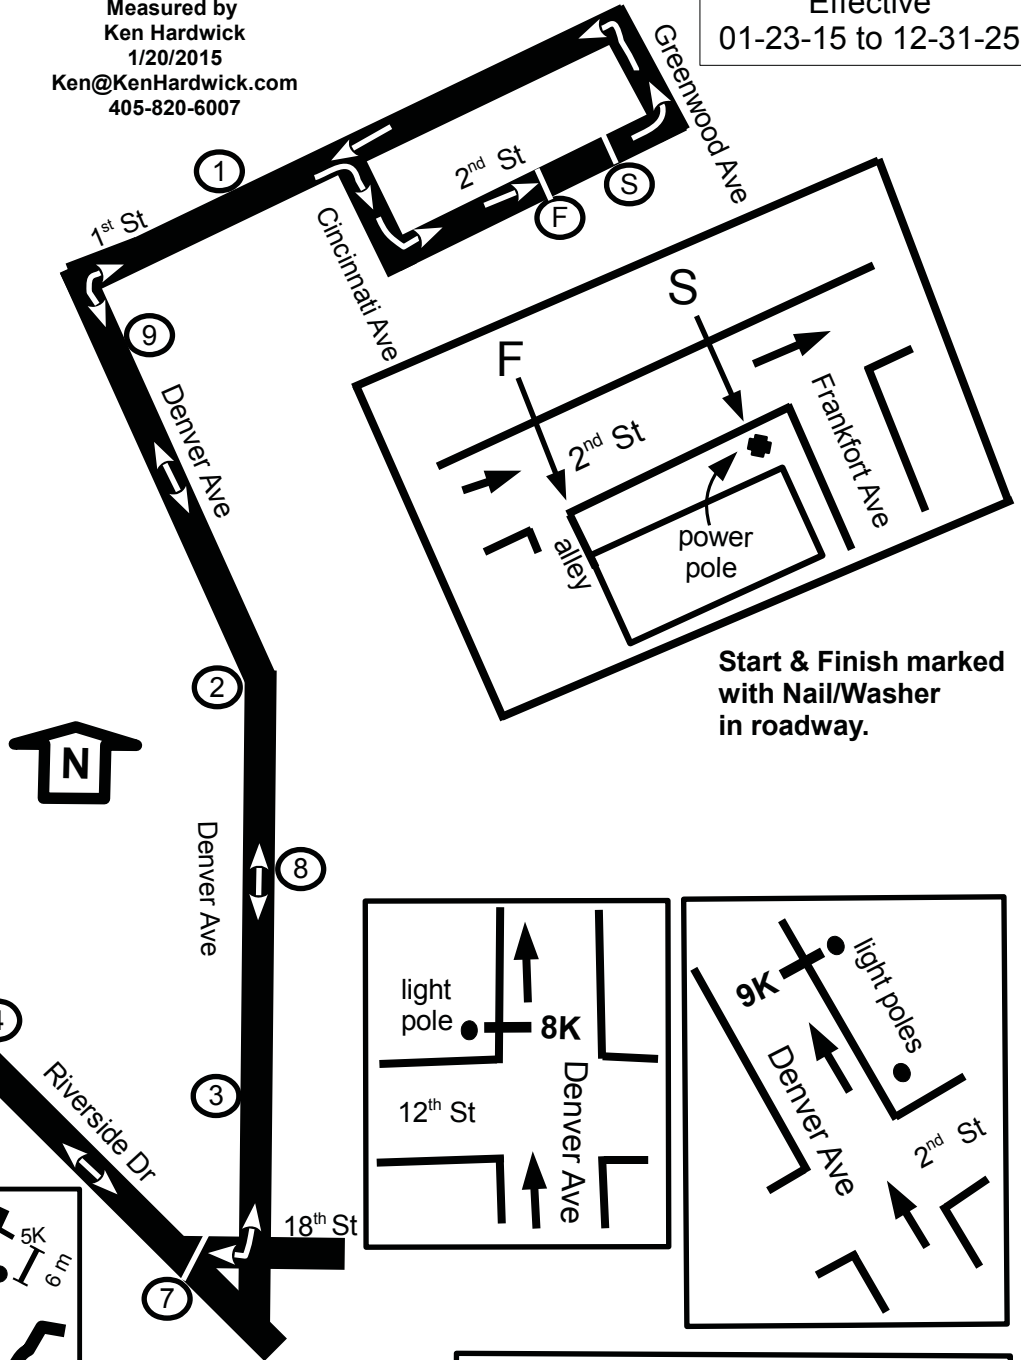 Measured by
Ken Hardwick
1/20/2015
Ken@KenHardwick.com
405-820-6007
Effective
01-23-15 to 12-31-25
Greenwood Ave
1
2nd St
S
F
1st St
Cincinnati Ave
9
Denver Ave
S
F
2nd St
Frankfort Ave
power
pole
alley
Start & Finish marked
with Nail/Washer
in roadway.
2
N
Denver Ave
8
light
pole
8K
12th St
Denver Ave
9K
light poles
Denver Ave
2nd St
4
Riverside Dr
3
18th St
7
5K
6 m